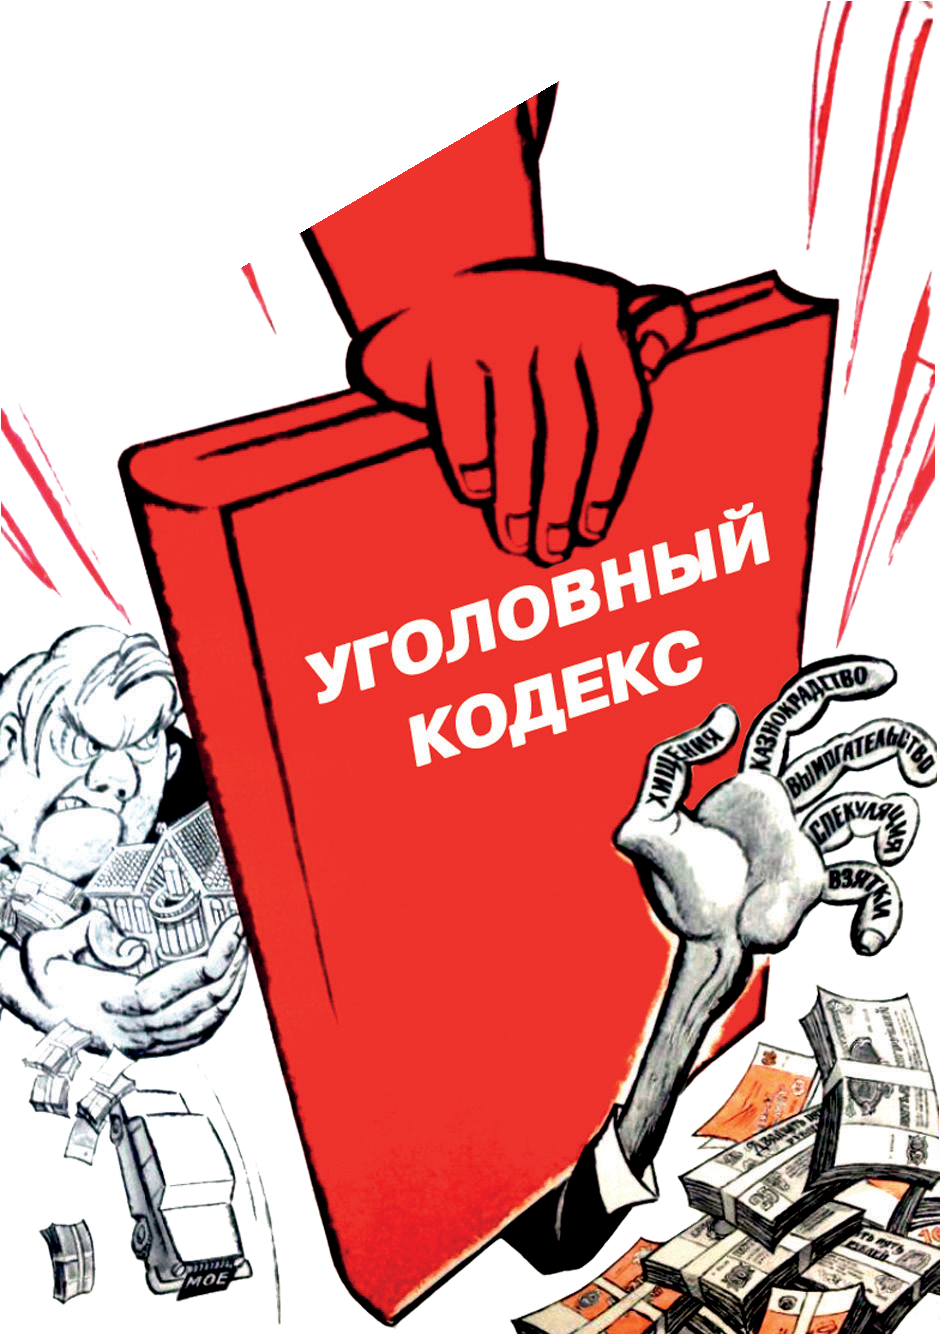 УГОЛОВНЫЙ
КОДЕКС
ХИЩЕНИЯ
КАЗНОКРАДСТВО
ВЫМОГАТЕЛЬСТВО
СПЕКУЛЯЦИЯ
ВЗЯТКИ
МОЕ